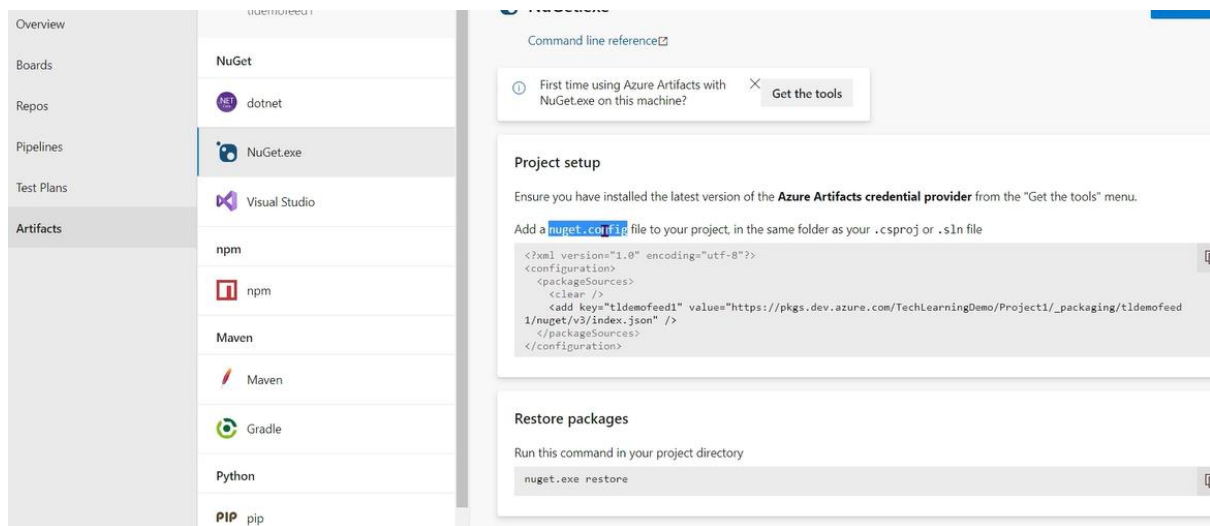 Overview
Boards
Repos
Pipelines
Test Plans
Artifacts
tldemofeed1
NuGet
dotnet
NuGet.exe
Visual Studio
npm
npm
Maven
Maven
Gradle
Python
PIP pip
NuGet.exe
Command line reference
First time using Azure Artifacts with
NuGet.exe on this machine?
Get the tools
Project setup
Ensure you have installed the latest version of the Azure Artifacts credential provider from the "Get the tools" menu.
Add a nuget.config file to your project, in the same folder as your .csproj or .sln file
<?xml version="1.0" encoding="utf-8"?>
<configuration>
<packageSources>
<clear />
<add key="tldemofeed1" value="https://pkgs.dev.azure.com/TechLearningDemo/Project1/_packaging/tldemofeed
1/nuget/v3/index.json" />
</packageSources>
</configuration>
Restore packages
Run this command in your project directory
nuget.exe restore